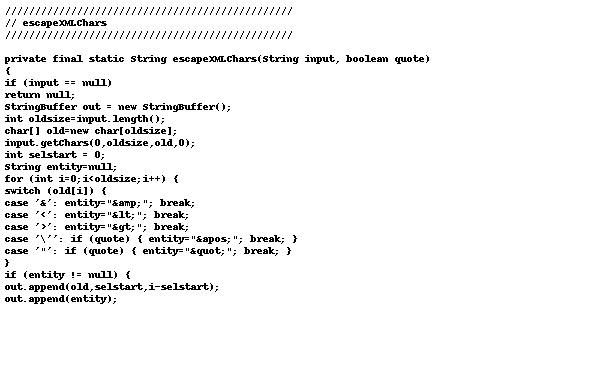 ////////////////////////////////////////////////
// escapeXMLChars
////////////////////////////////////////////////
private final static String escapeXMLChars(String input, boolean quote)
{
if (input == null)
return null;
StringBuffer out = new StringBuffer();
int oldsize=input.length();
char[] old=new char[oldsize];
input.getChars(0,oldsize,old,0);
int selstart = 0;
String entity=null;
for (int i=0;i<oldsize;i++) {
switch (old[i]) {
case '&': entity="&amp;"; break;
case '<': entity="&lt;"; break;
case '>': entity="&gt;"; break;
case '\'': if (quote) { entity="&apos;"; break; }
case '"': if (quote) { entity="&quot;"; break; }
}
if (entity != null) {
out.append(old,selstart,i-selstart);
out.append(entity);